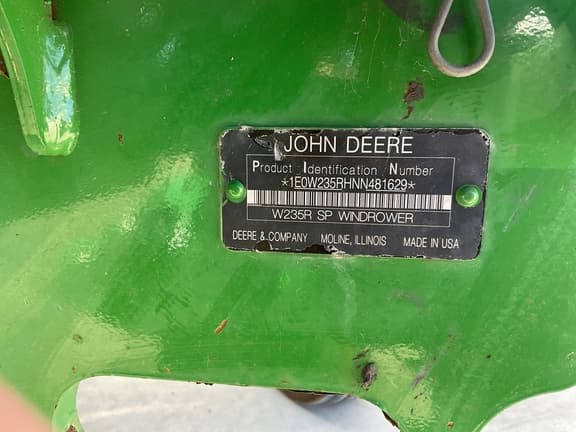 JOHN DEERE
Product Identification Number
*1E0W235RHNN481629*
W235R SP WINDROWER
DEERE & COMPANY MOLINE, ILLINOIS MADE IN USA